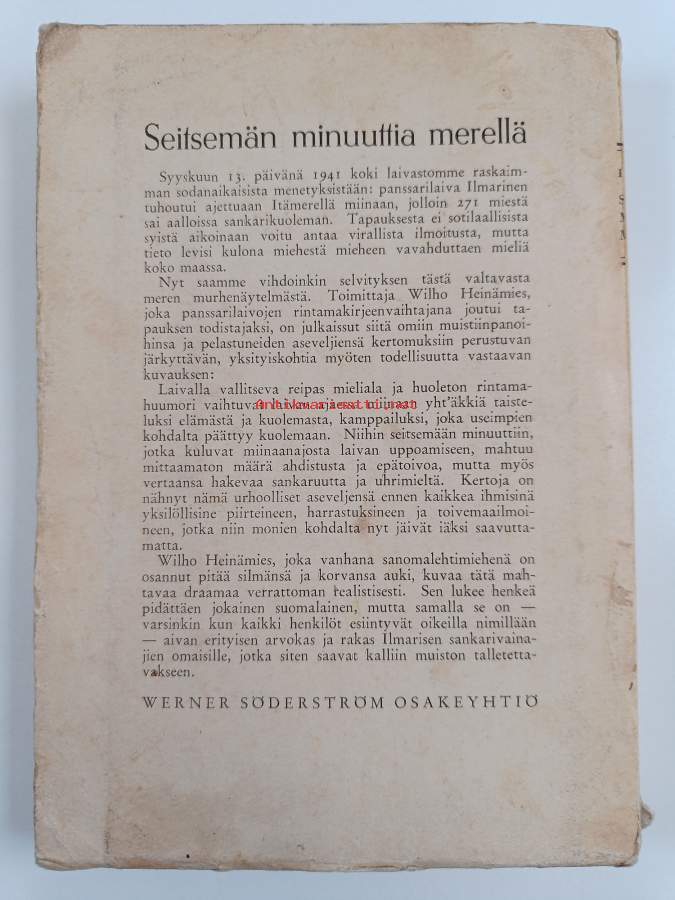 Seitsemän minuuttia merellä
Syyskuun 13. päivänä 1941 koki laivastomme raskaim-
man sodanaikaisista menetyksistään: panssarilaiva Ilmarinen
tuhoutui ajettuaan Itämerellä miinaan, jolloin 271 miestä
sai aalloissa sankarikuoleman. Tapauksesta ei sotilaallisista
syistä aikoinaan voitu antaa virallista ilmoitusta, mutta
tieto levisi kulona miehestä mieheen vavahduttaen mieliä
koko maassa.
Nyt saamme vihdoinkin selvityksen tästä valtavasta
meren murhenäytelmästä. Toimittaja Wilho Heinämies,
joka panssarilaivojen rintamakirjeenvaihtajana joutui ta-
pauksen todistajaksi, on julkaissut siitä omiin muistiinpanoi-
hinsa ja pelastuneiden aseveljiensä kertomuksiin perustuvan
järkyttävän, yksityiskohtia myöten todellisuutta vastaavan
kuvauksen:
Laivalla vallitseva reipas mieliala ja huoleton rintama-
huumori vaihtuvat laivan ajaessa miinaan yht'äkkiä taiste-
luksi elämästä ja kuolemasta, kamppailuksi, joka useimpien
kohdalta päättyy kuolemaan. Niihin seitsemään minuuttiin,
jotka kuluvat miinaanajosta laivan uppoamiseen, mahtuu
mittaamaton määrä ahdistusta ja epätoivoa, mutta myös
vertaansa hakevaa sankaruutta ja uhrimieltä. Kertoja on
nähnyt nämä urhoolliset aseveljensä ennen kaikkea ihmisinä
yksilöllisine piirteineen, harrastuksineen ja toivemaailmoi-
neen, jotka niin monien kohdalta nyt jäivät iäksi saavutta-
matta.
Wilho Heinämies, joka vanhana sanomalehtimiehenä on
osannut pitää silmänsä ja korvansa auki, kuvaa tätä mah-
tavaa draamaa verrattoman realistisesti. Sen lukee henkeä
pidättäen jokainen suomalainen, mutta samalla se on —
varsinkin kun kaikki henkilöt esiintyvät oikeilla nimillään
— aivan erityisen arvokas ja rakas Ilmarisen sankarivaina-
jien omaisille, jotka siten saavat kalliin muiston talletetta-
vakseen.
WERNER SÖDERSTRÖM OSAKEYHTIÖ